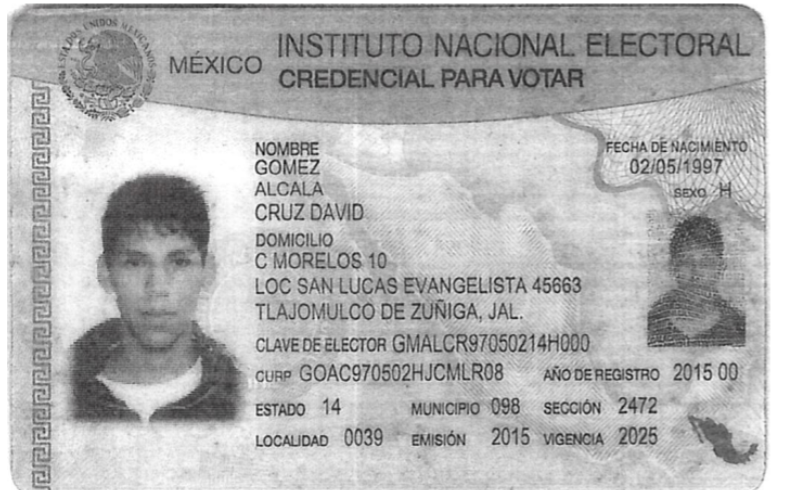 ESTADOS UNIDOS MEXICANOS
MÉXICO
INSTITUTO NACIONAL ELECTORAL
CREDENCIAL PARA VOTAR
NOMBRE
GOMEZ
ALCALA
CRUZ DAVID
FECHA DE NACIMIENTO
02/05/1997
SEXO H
DOMICILIO
C MORELOS 10
LOC SAN LUCAS EVANGELISTA 45663
TLAJOMULCO DE ZUÑIGA, JAL.
CLAVE DE ELECTOR GMALCR97050214H000
CURP GOAC970502HJCMLR08 AÑO DE REGISTRO 2015 00
ESTADO 14 MUNICIPIO 098 SECCIÓN 2472
LOCALIDAD 0039 EMISIÓN 2015 VIGENCIA 2025